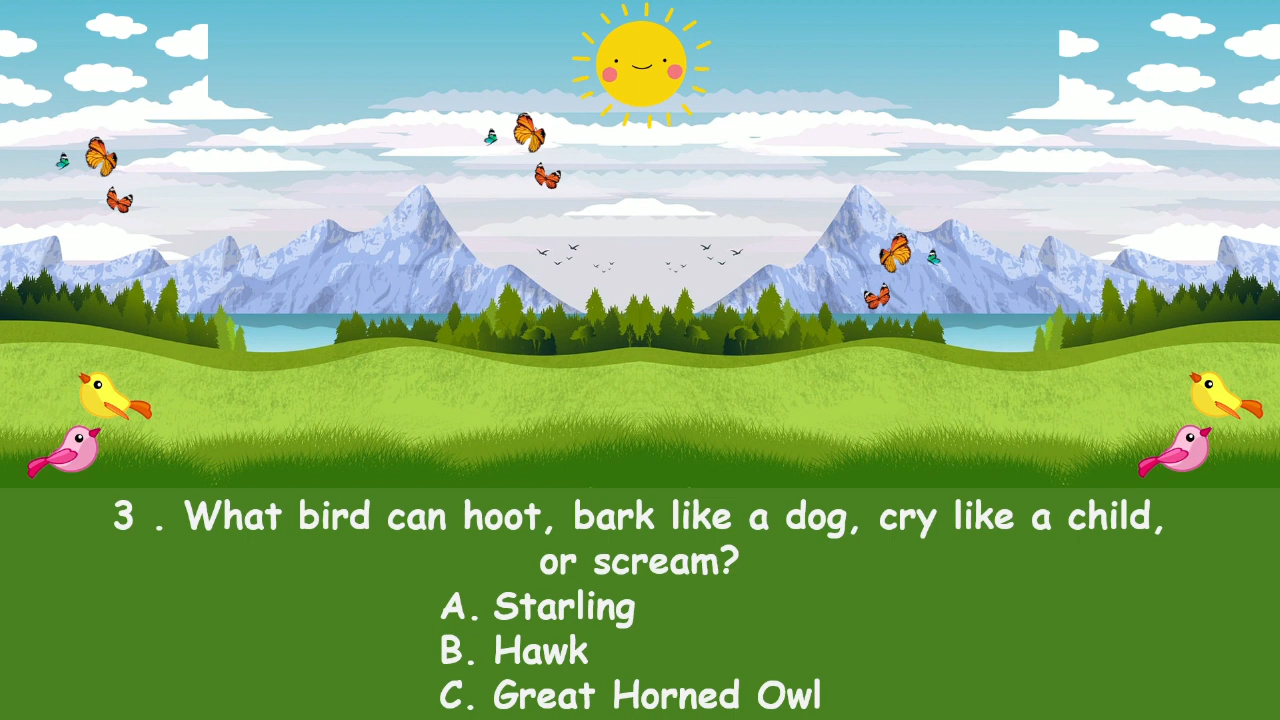 3 . What bird can hoot, bark like a dog, cry like a child,
or scream?
A. Starling
B. Hawk
C. Great Horned Owl